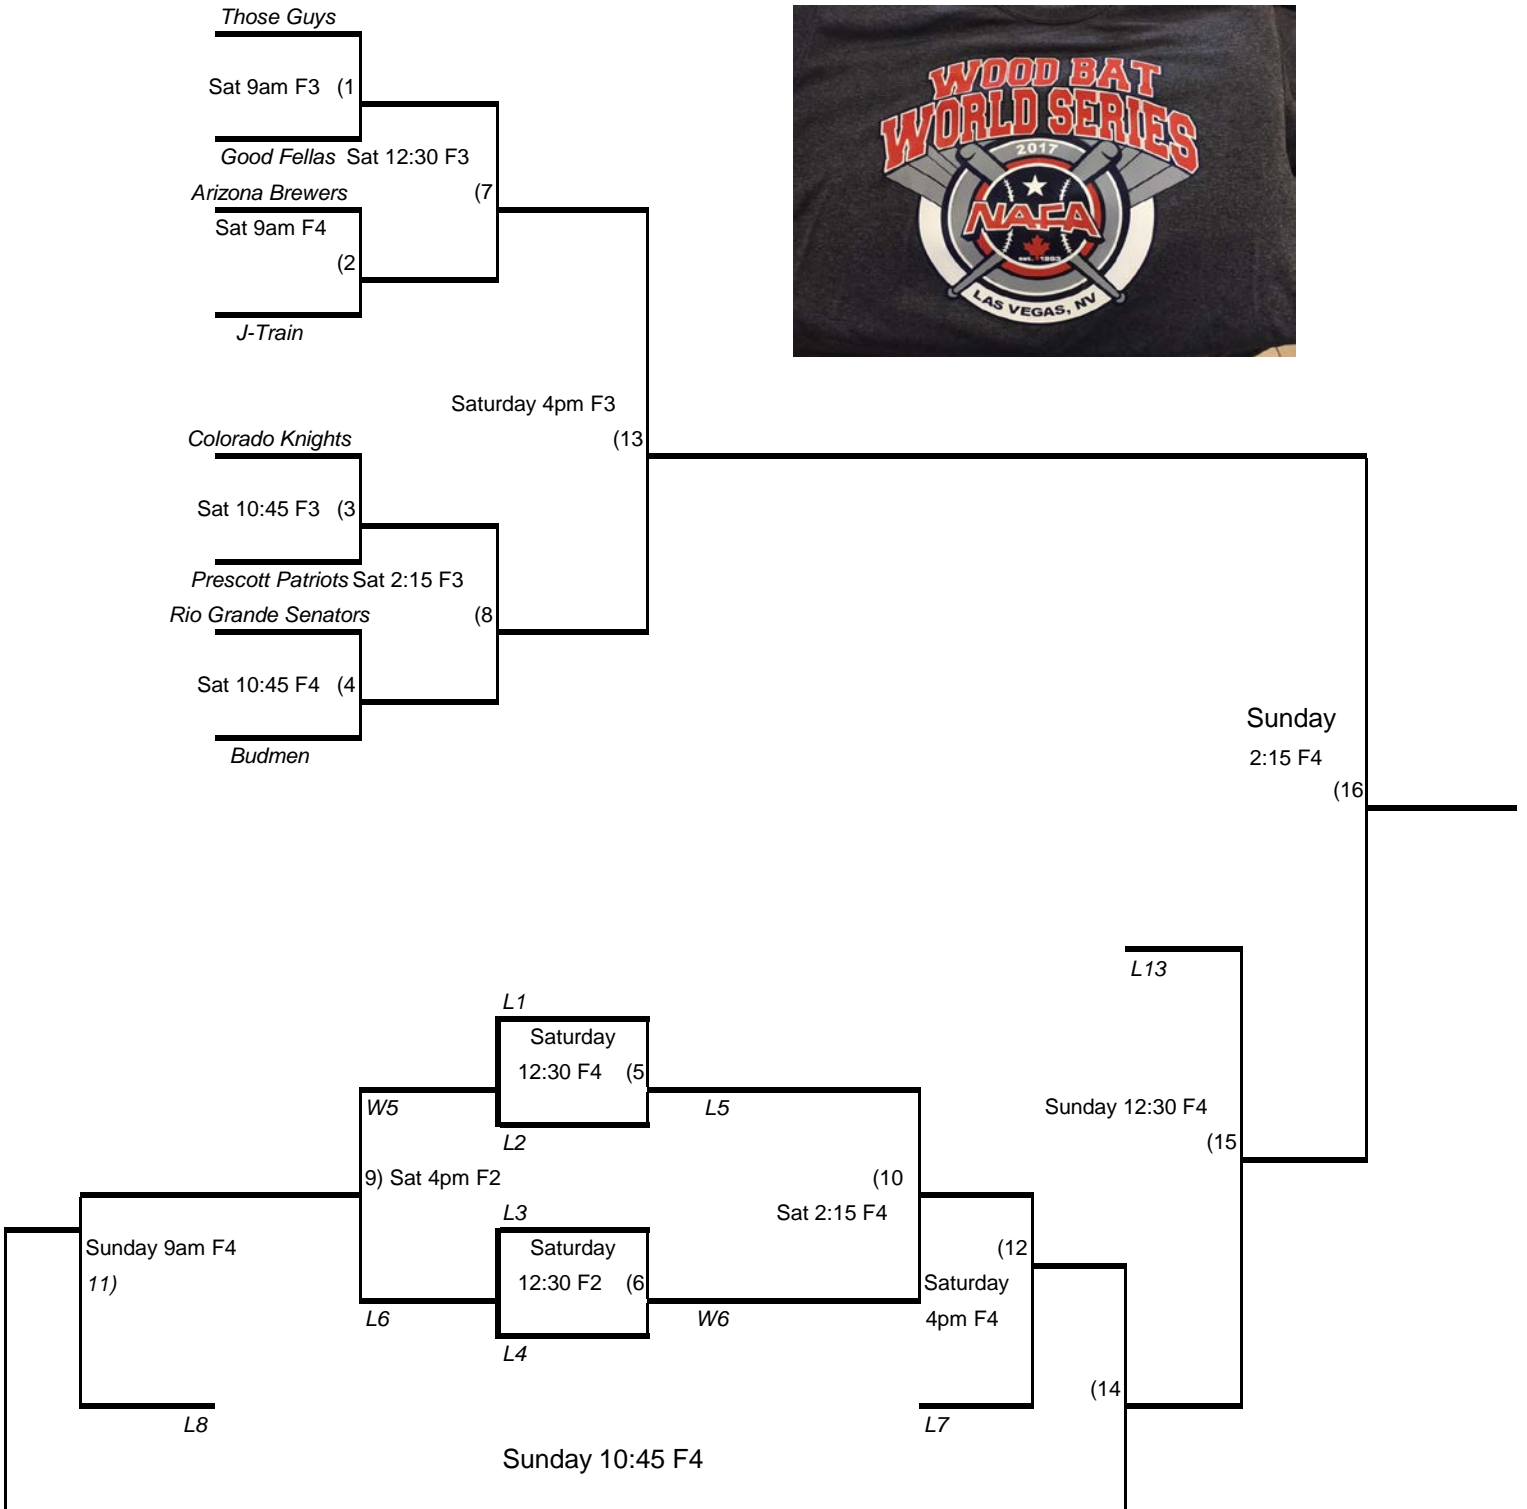 Those Guys
Sat 9am F3 (1
Good Fellas Sat 12:30 F3
Arizona Brewers
(7
Sat 9am F4
(2
J-Train
WOOD BAT
WORLD SERIES
2017
NAFA
est. 1993
LAS VEGAS, NV
Saturday 4pm F3
Colorado Knights
(13
Sat 10:45 F3 (3
Prescott Patriots Sat 2:15 F3
Rio Grande Senators
(8
Sat 10:45 F4 (4
Budmen
Sunday
2:15 F4
(16
L13
L1
Saturday
12:30 F4 (5
W5
L5
Sunday 12:30 F4
L2
(15
9) Sat 4pm F2
(10
L3
Sat 2:15 F4
Sunday 9am F4
Saturday
(12
11)
12:30 F2 (6
Saturday
L6
W6
4pm F4
L4
(14
L8
L7
Sunday 10:45 F4